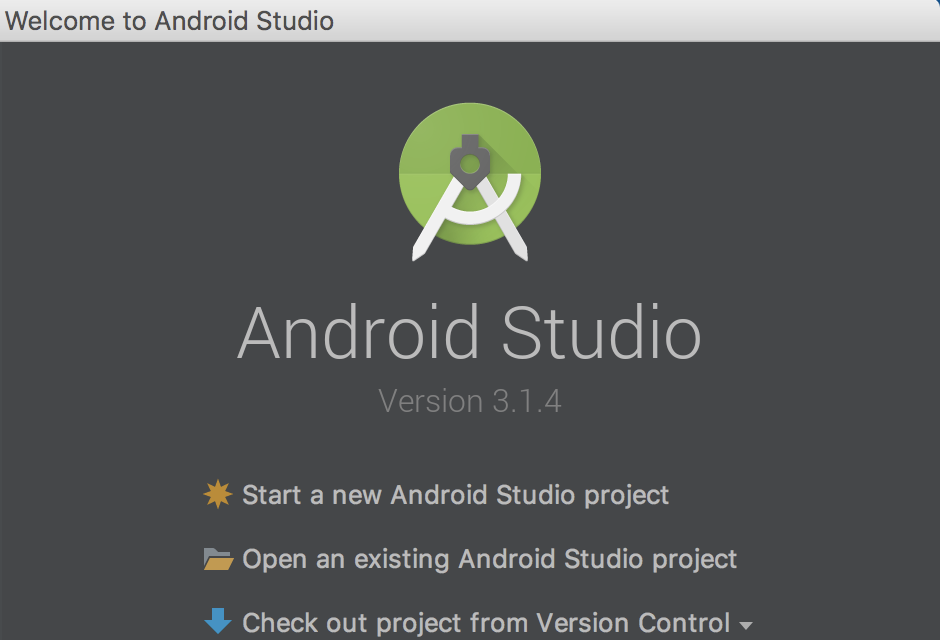 Welcome to Android Studio
Android Studio
Version 3.1.4
Start a new Android Studio project
Open an existing Android Studio project
Check out project from Version Control